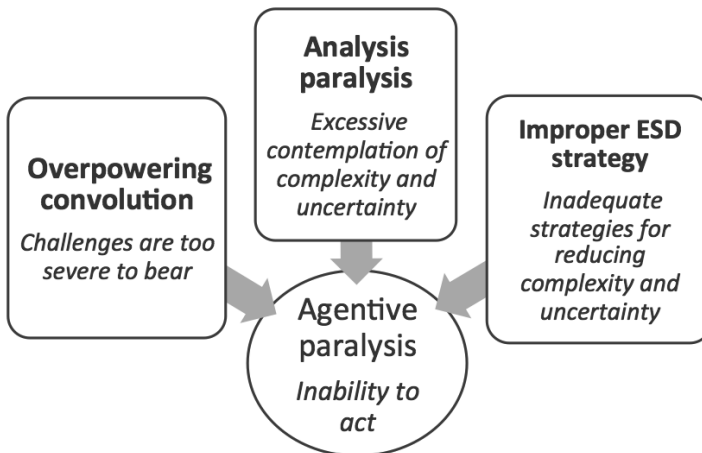 Overpowering
convolution
Challenges are too
severe to bear
Analysis
paralysis
Excessive
contemplation of
complexity and
uncertainty
Improper ESD
strategy
Inadequate
strategies for
reducing
complexity and
uncertainty
Agentive
paralysis
Inability to
act